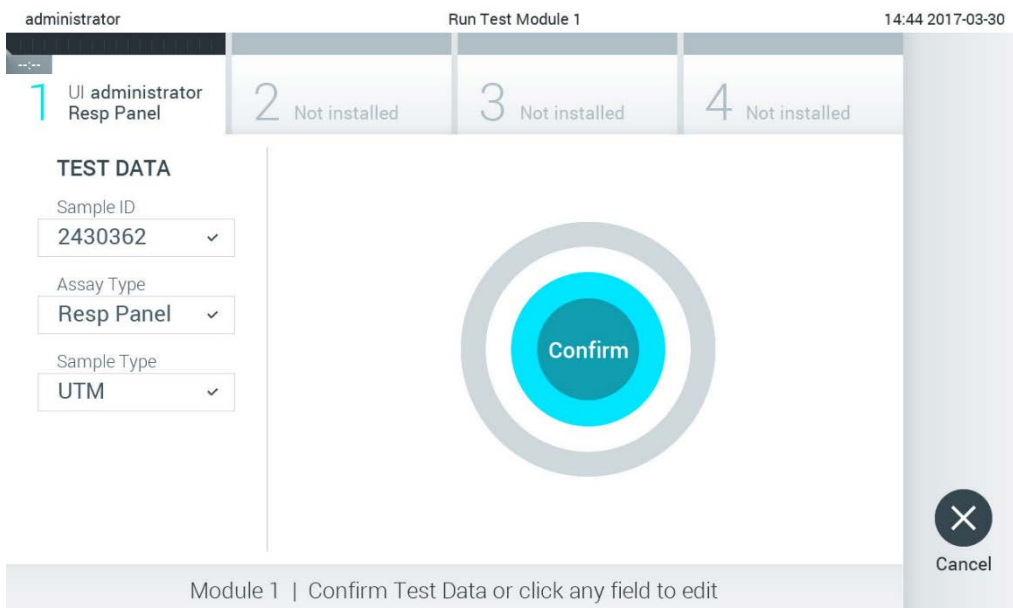 administrator Run Test Module 1 14:44 2017-03-30
--:--
1 UI administrator
Resp Panel
2 Not installed
3 Not installed
4 Not installed
TEST DATA
Sample ID
2430362
Assay Type
Resp Panel
Sample Type
UTM
Confirm
Cancel
Module 1 | Confirm Test Data or click any field to edit